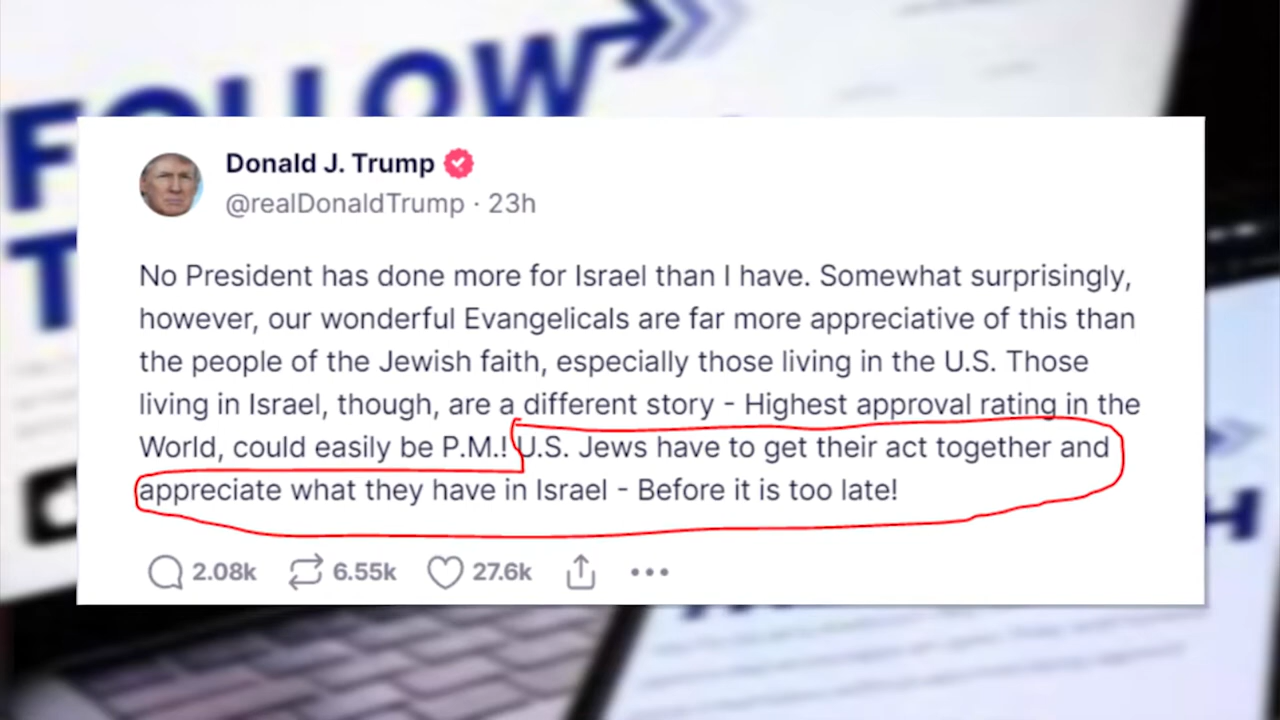 FOLLOW
Donald J. Trump
@realDonaldTrump · 23h
No President has done more for Israel than I have. Somewhat surprisingly,
however, our wonderful Evangelicals are far more appreciative of this than
the people of the Jewish faith, especially those living in the U.S. Those
living in Israel, though, are a different story - Highest approval rating in the
World, could easily be P.M.! U.S. Jews have to get their act together and
appreciate what they have in Israel - Before it is too late!
2.08k 6.55k 27.6k